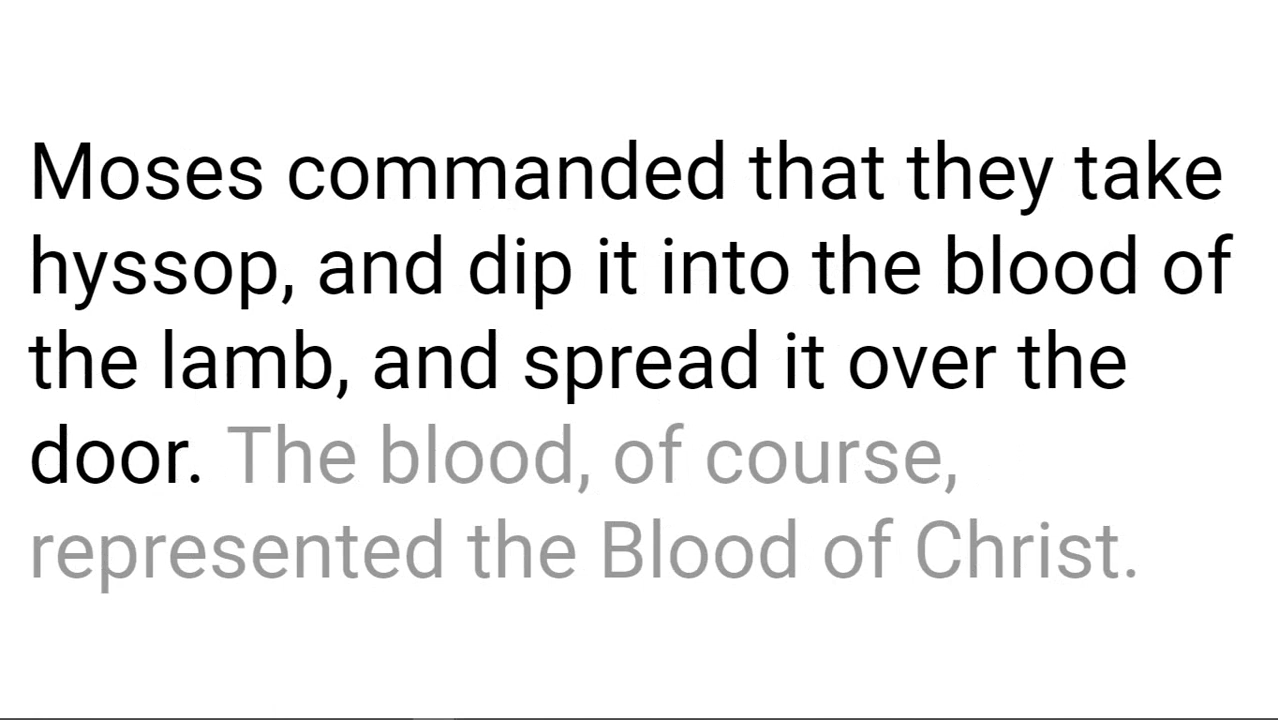 Moses commanded that they take
hyssop, and dip it into the blood of
the lamb, and spread it over the
door. The blood, of course,
represented the Blood of Christ.